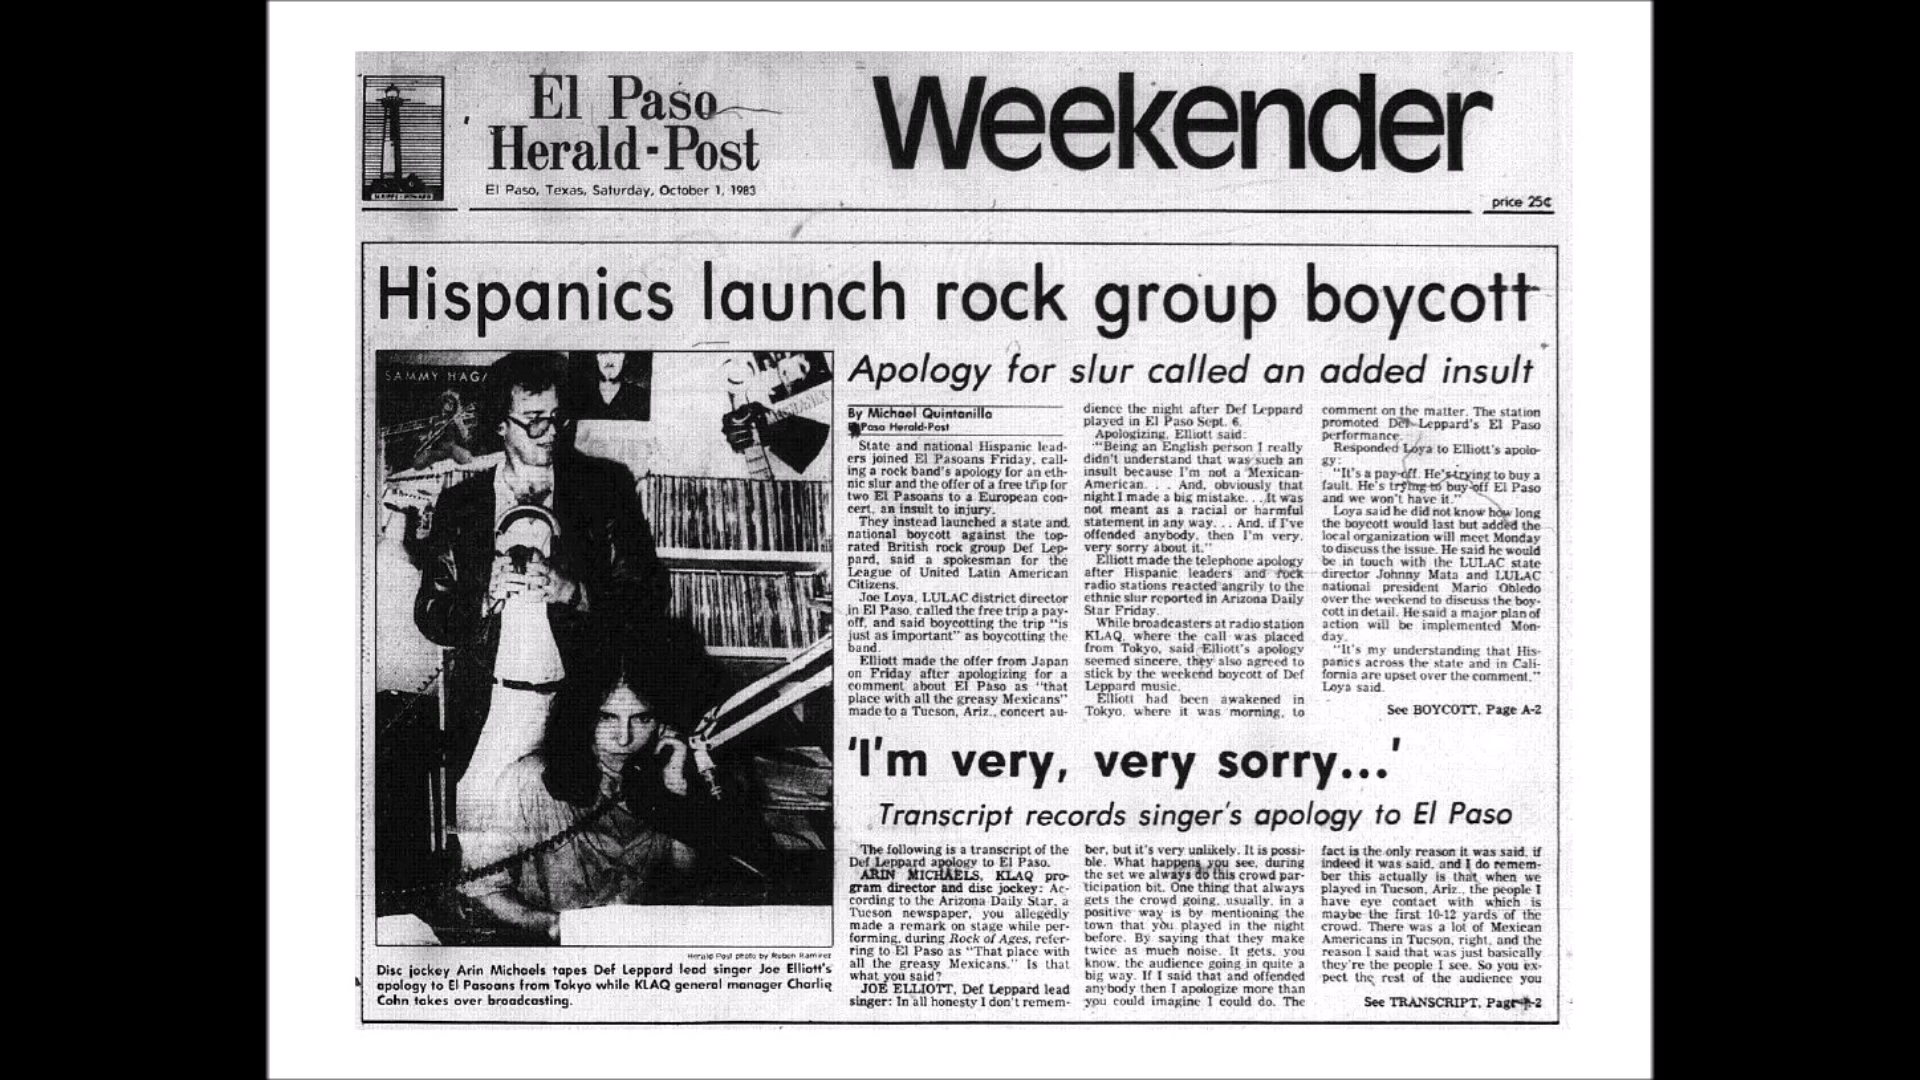 El Paso
Herald-Post
El Paso, Texas, Saturday, October 1, 1983
Weekender
price 25¢
Hispanics launch rock group boycott
SAMMY HAGA
Apology for slur called an added insult
By Michael Quintanilla
Paso Herald-Post
State and national Hispanic lead-
ers joined El Pasoans Friday, call-
ing a rock band's apology for an eth-
nic slur and the offer of a free trip for
two El Pasoans to a European con-
cert, an insult to injury.
They instead launched a state and
national boycott against the top-
rated British rock group Def Lep-
pard, said a spokesman for the
League of United Latin American
Citizens.
Joe Loya, LULAC district director
in El Paso, called the free trip a pay-
off, and said boycotting the trip "is
just as important" as boycotting the
band.
Elliott made the offer from Japan
on Friday after apologizing for a
comment about El Paso as "that
place with all the greasy Mexicans"
made to a Tucson, Ariz., concert au-
dience the night after Def Leppard
played in El Paso Sept. 6.
Apologizing, Elliott said:
"Being an English person I really
didn't understand that was such an
insult because I'm not a Mexican-
American. . . And, obviously that
night I made a big mistake. . .It was
not meant as a racial or harmful
statement in any way. . . And, if I've
offended anybody, then I'm very,
very sorry about it."
Elliott made the telephone apology
after Hispanic leaders and rock
radio stations reacted angrily to the
ethnic slur reported in Arizona Daily
Star Friday.
While broadcasters at radio station
KLAQ, where the call was placed
from Tokyo, said Elliott's apology
seemed sincere, they also agreed to
stick by the weekend boycott of Def
Leppard music.
Elliott had been awakened in
Tokyo, where it was morning, to
comment on the matter. The station
promoted Def Leppard's El Paso
performance.
Responded Loya to Elliott's apolo-
gy:
"It's a pay-off. He's trying to buy a
fault. He's trying to buy off El Paso
and we won't have it."
Loya said he did not know how long
the boycott would last but added the
local organization will meet Monday
to discuss the issue. He said he would
be in touch with the LULAC state
director Johnny Mata and LULAC
national president Mario Obledo
over the weekend to discuss the boy-
cott in detail. He said a major plan of
action will be implemented Mon-
day.
"It's my understanding that His-
panics across the state and in Cali-
fornia are upset over the comment."
Loya said.
See BOYCOTT, Page A-2
'I'm very, very sorry...'
Transcript records singer's apology to El Paso
The following is a transcript of the
Def Leppard apology to El Paso.
ARIN MICHAELS, KLAQ pro-
gram director and disc jockey: Ac-
cording to the Arizona Daily Star, a
Tucson newspaper, you allegedly
made a remark on stage while per-
forming, during Rock of Ages, refer-
ring to El Paso as "That place with
all the greasy Mexicans." Is that
what you said?
JOE ELLIOTT, Def Leppard lead
singer: In all honesty I don't remem-
ber, but it's very unlikely. It is possi-
ble. What happens you see, during
the set we always do this crowd par-
ticipation bit. One thing that always
gets the crowd going, usually, in a
positive way is by mentioning the
town that you played in the night
before. By saying that they make
twice as much noise. It gets, you
know, the audience going in quite a
big way. If I said that and offended
anybody then I apologize more than
you could imagine I could do. The
fact is the only reason it was said, if
indeed it was said, and I do remem-
ber this actually is that when we
played in Tucson, Ariz., the people I
have eye contact with which is
maybe the first 10-12 yards of the
crowd. There was a lot of Mexican
Americans in Tucson, right, and the
reason I said that was just basically
they're the people I see. So you ex-
pect the rest of the audience you
See TRANSCRIPT, Page A-2
Herald Post photo by Ruben Ramirez
Disc jockey Arin Michaels tapes Def Leppard lead singer Joe Elliott's
apology to El Pasoans from Tokyo while KLAQ general manager Charlie
Cohn takes over broadcasting.